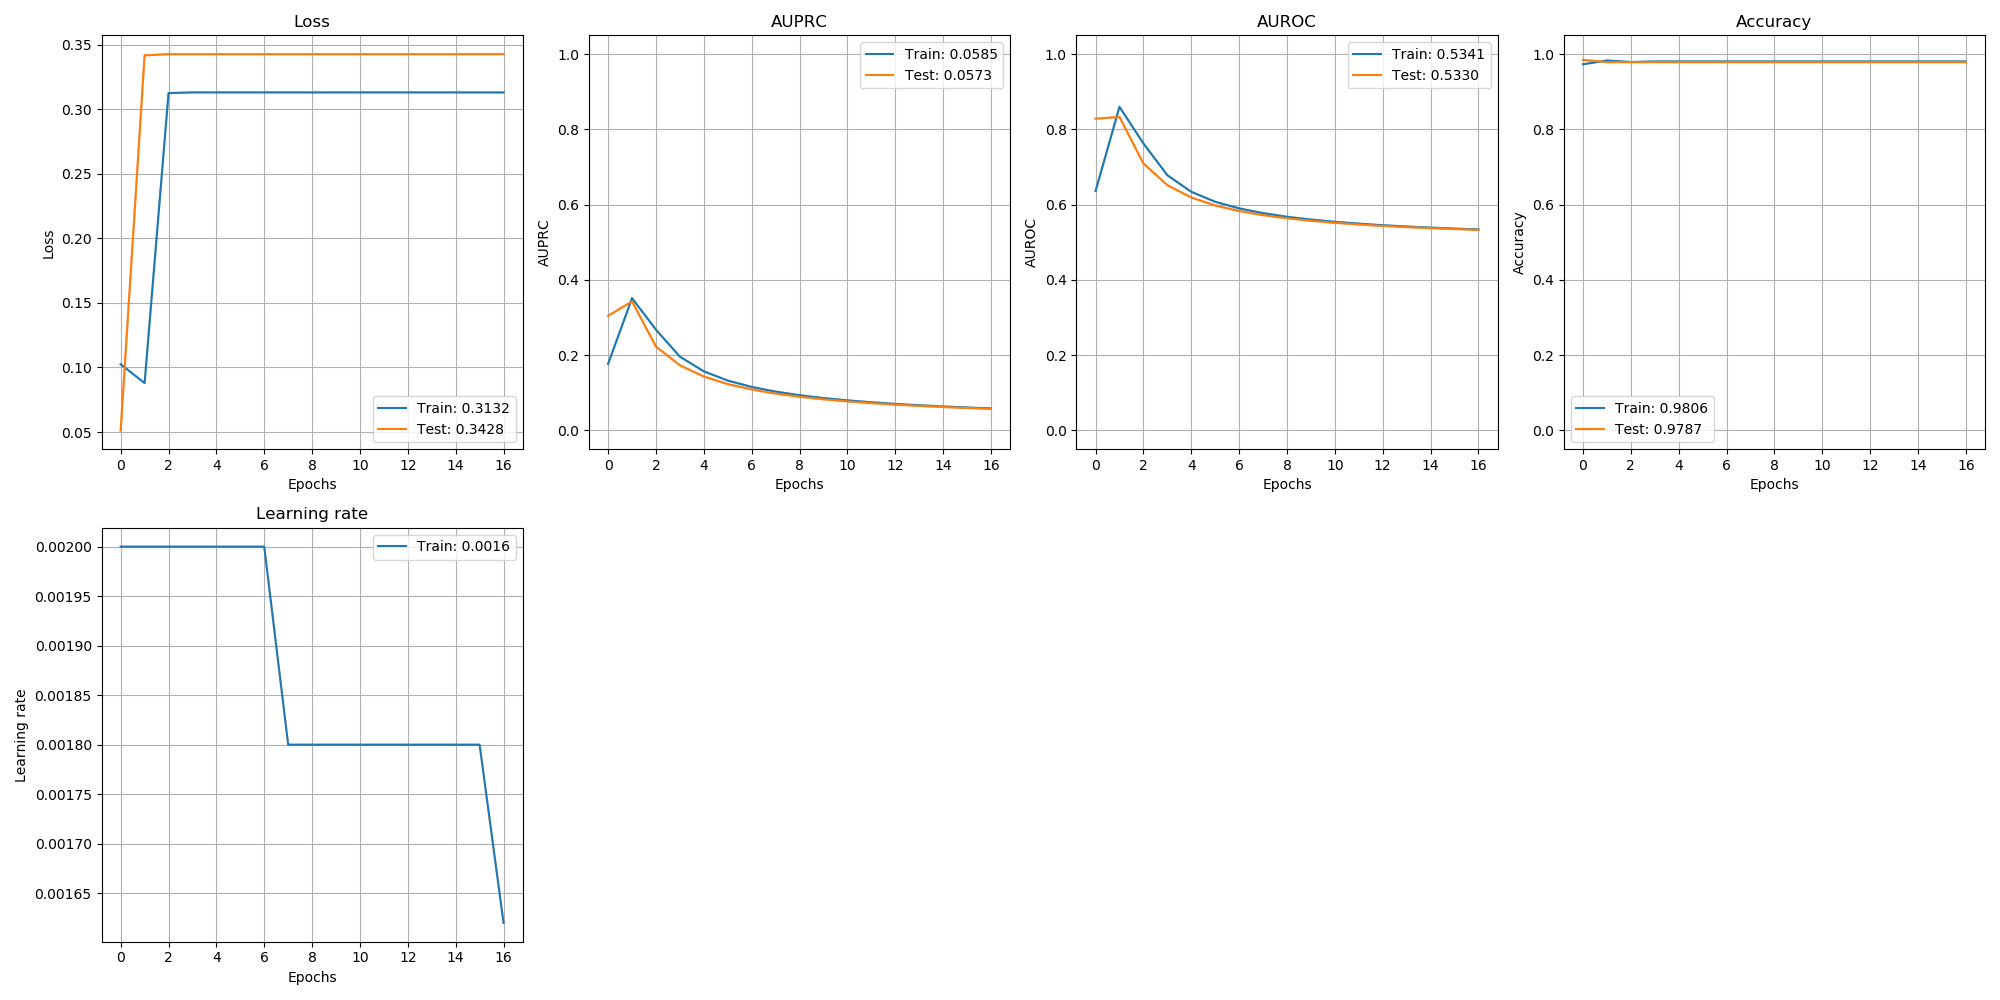 Loss
0.35
0.30
0.25
0.20
0.15
0.10
0.05
Loss
Train: 0.3132
Test: 0.3428
0 2 4 6 8 10 12 14 16
Epochs
AUPRC
1.0
0.8
0.6
0.4
0.2
0.0
AUPRC
Train: 0.0585
Test: 0.0573
0 2 4 6 8 10 12 14 16
Epochs
AUROC
1.0
0.8
0.6
0.4
0.2
0.0
AUROC
Train: 0.5341
Test: 0.5330
0 2 4 6 8 10 12 14 16
Epochs
Accuracy
1.0
0.8
0.6
0.4
0.2
0.0
Accuracy
Train: 0.9806
Test: 0.9787
0 2 4 6 8 10 12 14 16
Epochs
Learning rate
0.00200
0.00195
0.00190
0.00185
0.00180
0.00175
0.00170
0.00165
Learning rate
Train: 0.0016
0 2 4 6 8 10 12 14 16
Epochs